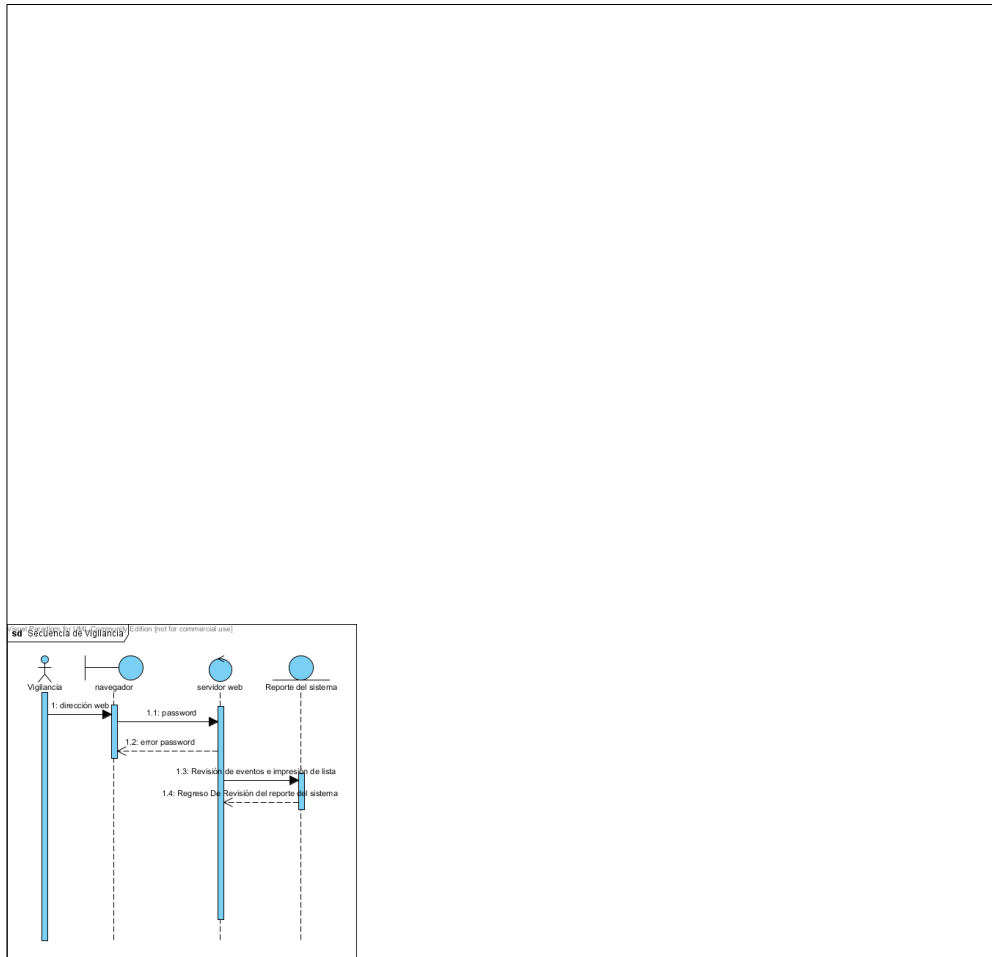 Visual Paradigm for UML Community Edition [not for commercial use]
sd Secuencia de Vigilancia
Vigilancia
navegador
servidor web
Reporte del sistema
1: dirección web
1.1: password
1.2: error password
1.3: Revisión de eventos e impresión de lista
1.4: Regreso De Revisión del reporte del sistema